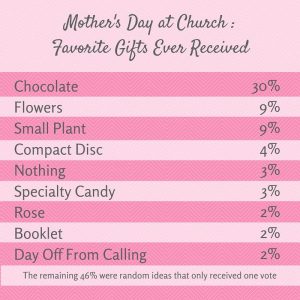 Mother's Day at Church :
Favorite Gifts Ever Received
Chocolate 30%
Flowers 9%
Small Plant 9%
Compact Disc 4%
Nothing 3%
Specialty Candy 3%
Rose 2%
Booklet 2%
Day Off From Calling 2%
The remaining 46% were random ideas that only received one vote